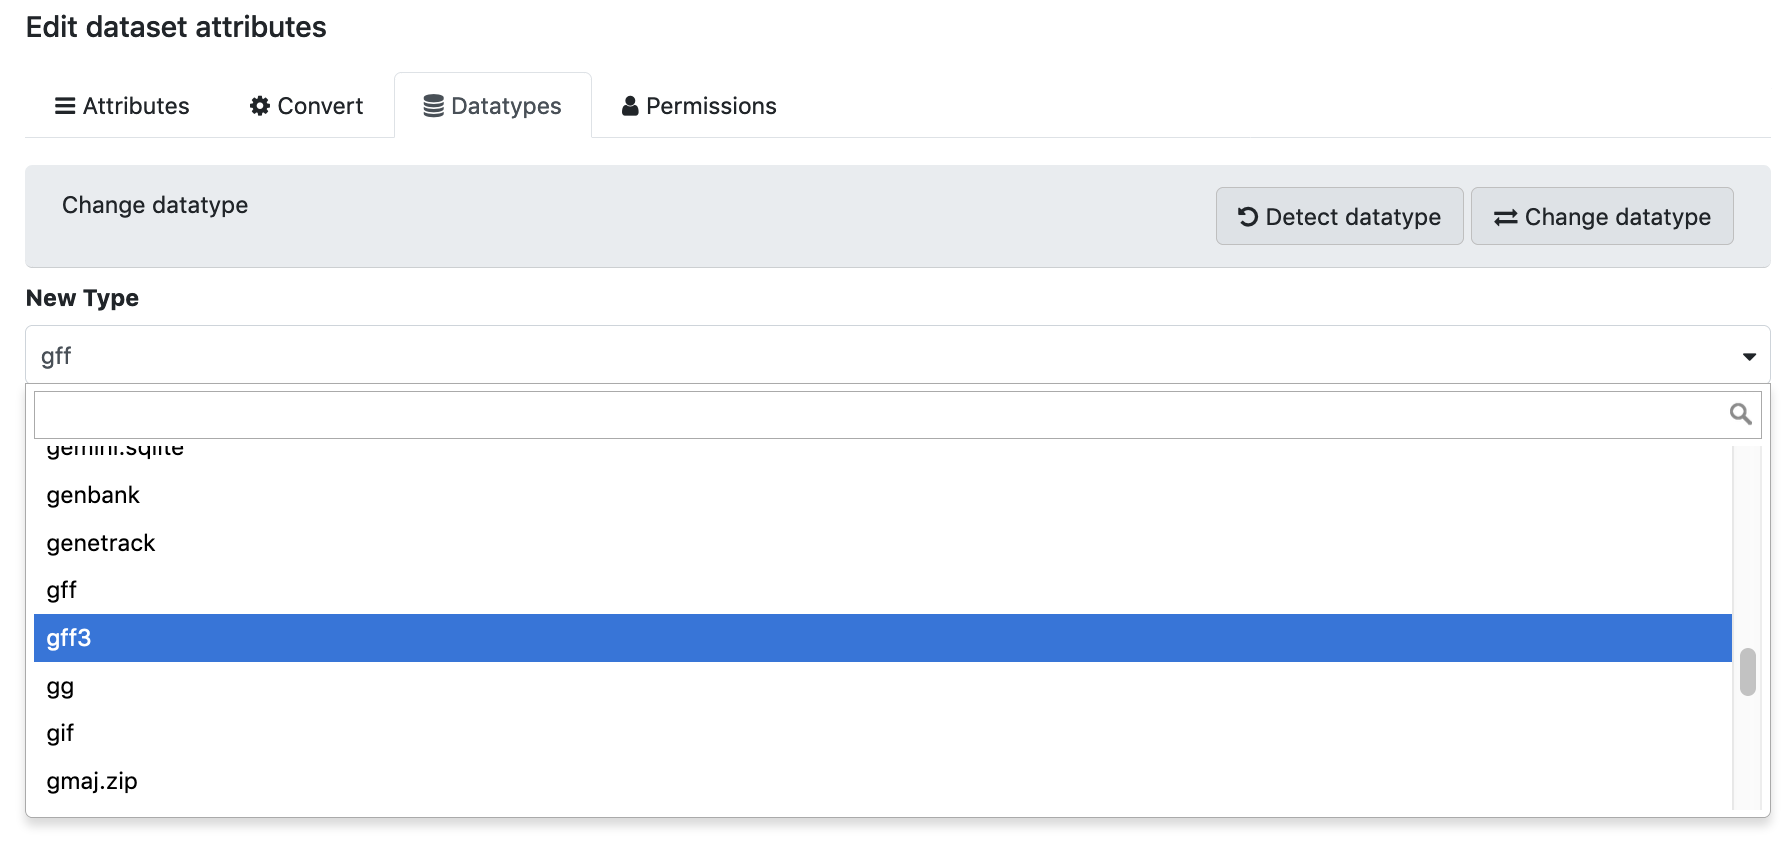 Edit dataset attributes
Attributes Convert Datatypes Permissions
Change datatype Detect datatype Change datatype
New Type
gff
gemini.sqlite
genbank
genetrack
gff
gff3
gg
gif
gmaj.zip